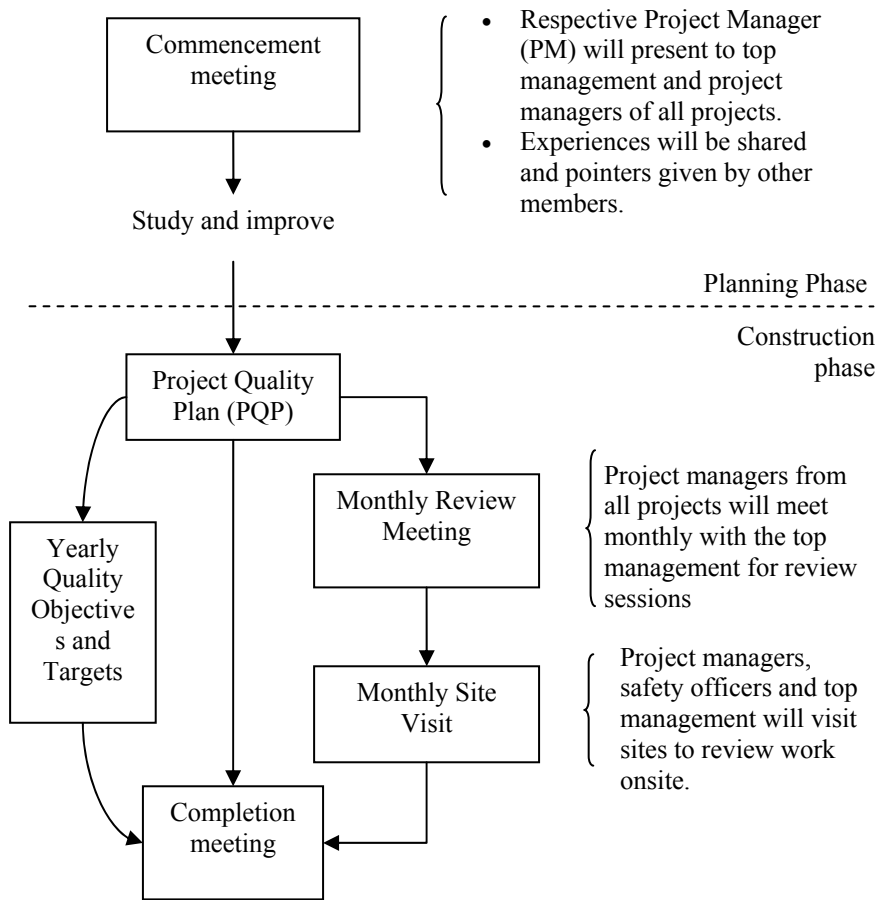 Commencement
meeting
• Respective Project Manager
(PM) will present to top
management and project
managers of all projects.
• Experiences will be shared
and pointers given by other
members.
Study and improve
Planning Phase
Construction
phase
Project Quality
Plan (PQP)
Monthly Review
Meeting
Project managers from
all projects will meet
monthly with the top
management for review
sessions
Yearly
Quality
Objective
s and
Targets
Monthly Site
Visit
Project managers,
safety officers and top
management will visit
sites to review work
onsite.
Completion
meeting